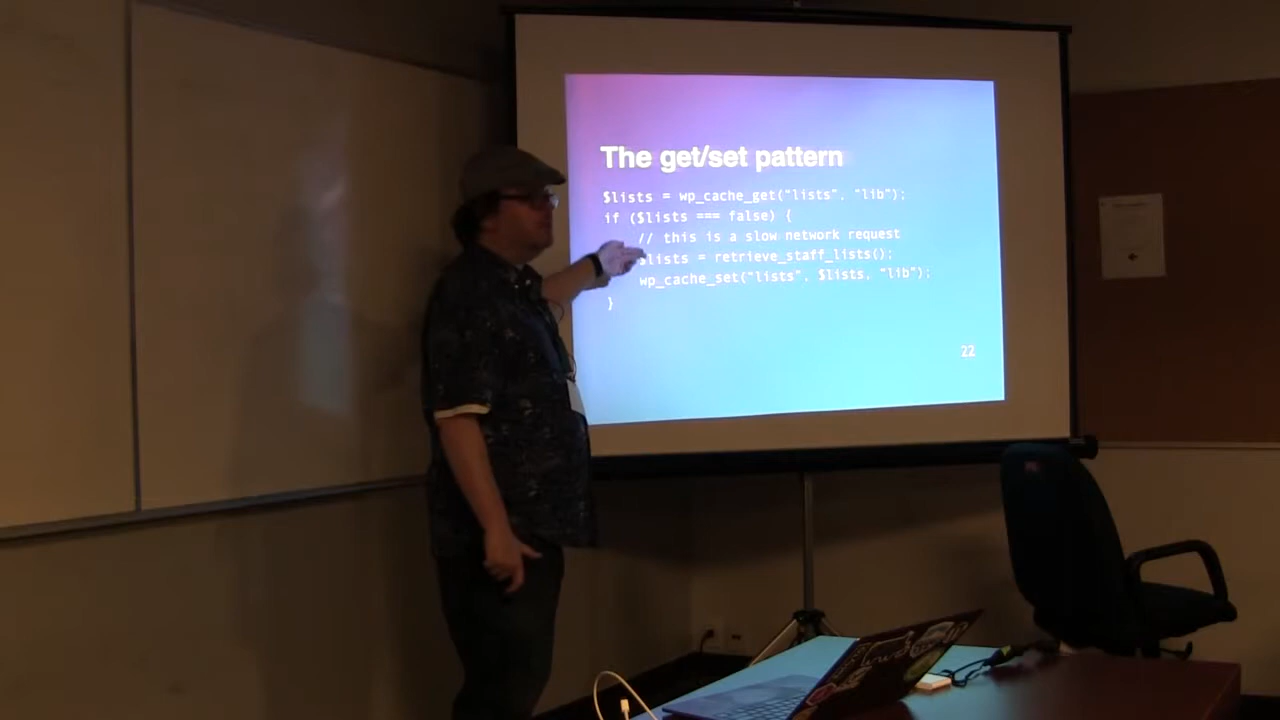 The get/set pattern
$lists = wp_cache_get("lists", "lib");
if ($lists === false) {
// this is a slow network request
$lists = retrieve_staff_lists();
wp_cache_set("lists", $lists, "lib");
}
22